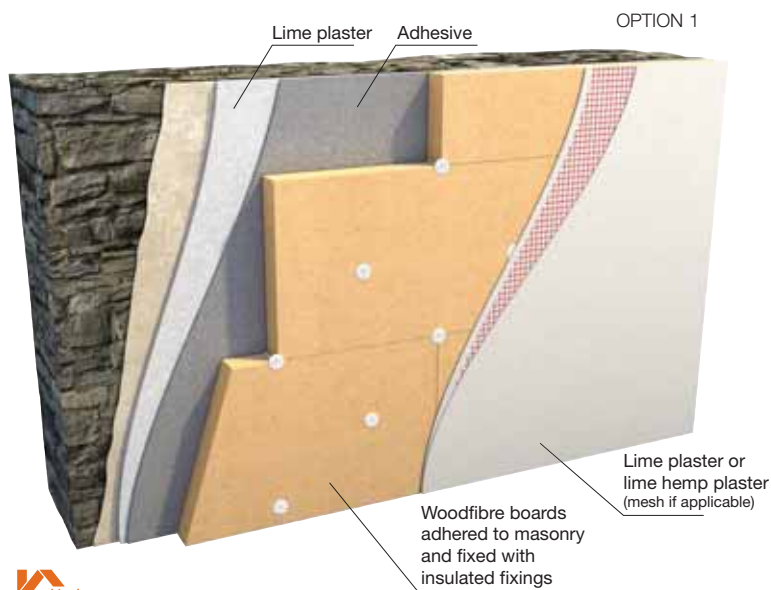 OPTION 1
Lime plaster
Adhesive
Lime plaster or
lime hemp plaster
(mesh if applicable)
Woodfibre boards
adhered to masonry
and fixed with
insulated fixings